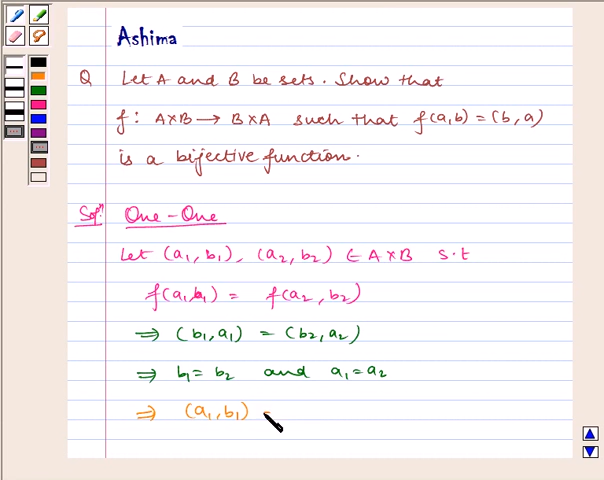 Ashima
Q Let A and B be sets. Show that
f: A×B → B×A such that f(a,b) = (b,a)
is a bijective function.
Solⁿ: One-One
Let (a₁,b₁), (a₂,b₂) ∈ A×B s.t
f(a₁,b₁) = f(a₂,b₂)
⇒ (b₁,a₁) = (b₂,a₂)
⇒ b₁=b₂ and a₁=a₂
⇒ (a₁,b₁) =